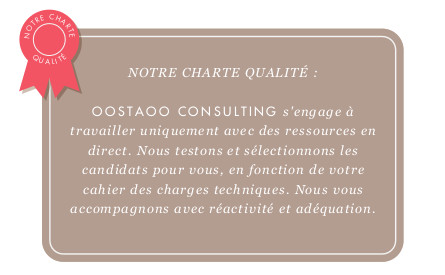 NOTRE CHARTE
QUALITÉ
NOTRE CHARTE QUALITÉ :
OOSTAOO CONSULTING s'engage à
travailler uniquement avec des ressources en
direct. Nous testons et sélectionnons les
candidats pour vous, en fonction de votre
cahier des charges techniques. Nous vous
accompagnons avec réactivité et adéquation.